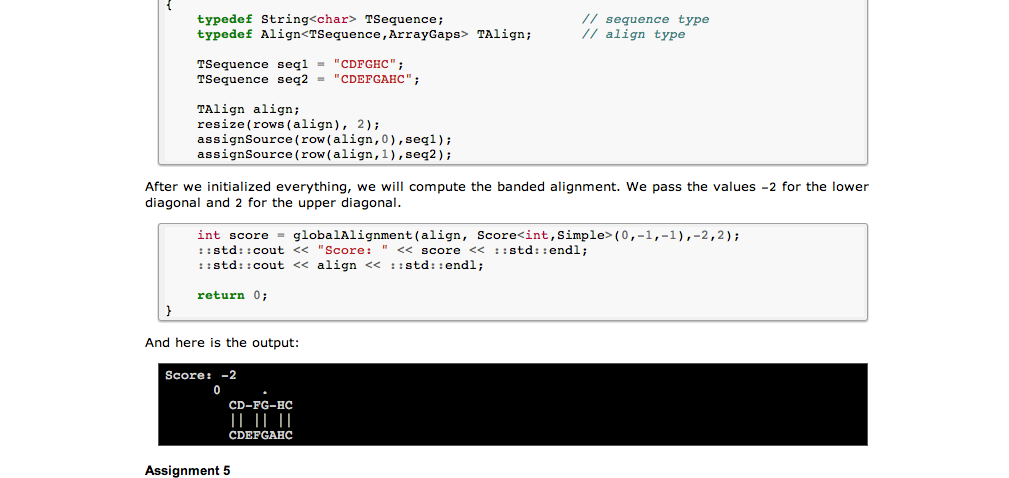 {
typedef String<char> TSequence; // sequence type
typedef Align<TSequence,ArrayGaps> TAlign; // align type
TSequence seq1 = "CDFGHC";
TSequence seq2 = "CDEFGAHC";
TAlign align;
resize(rows(align), 2);
assignSource(row(align,0),seq1);
assignSource(row(align,1),seq2);
After we initialized everything, we will compute the banded alignment. We pass the values -2 for the lower
diagonal and 2 for the upper diagonal.
int score = globalAlignment(align, Score<int,Simple>(0,-1,-1),-2,2);
::std::cout << "Score: " << score << ::std::endl;
::std::cout << align << ::std::endl;
return 0;
}
And here is the output:
Score: -2
0 .
CD-FG-HC
|| || ||
CDEFGAHC
Assignment 5